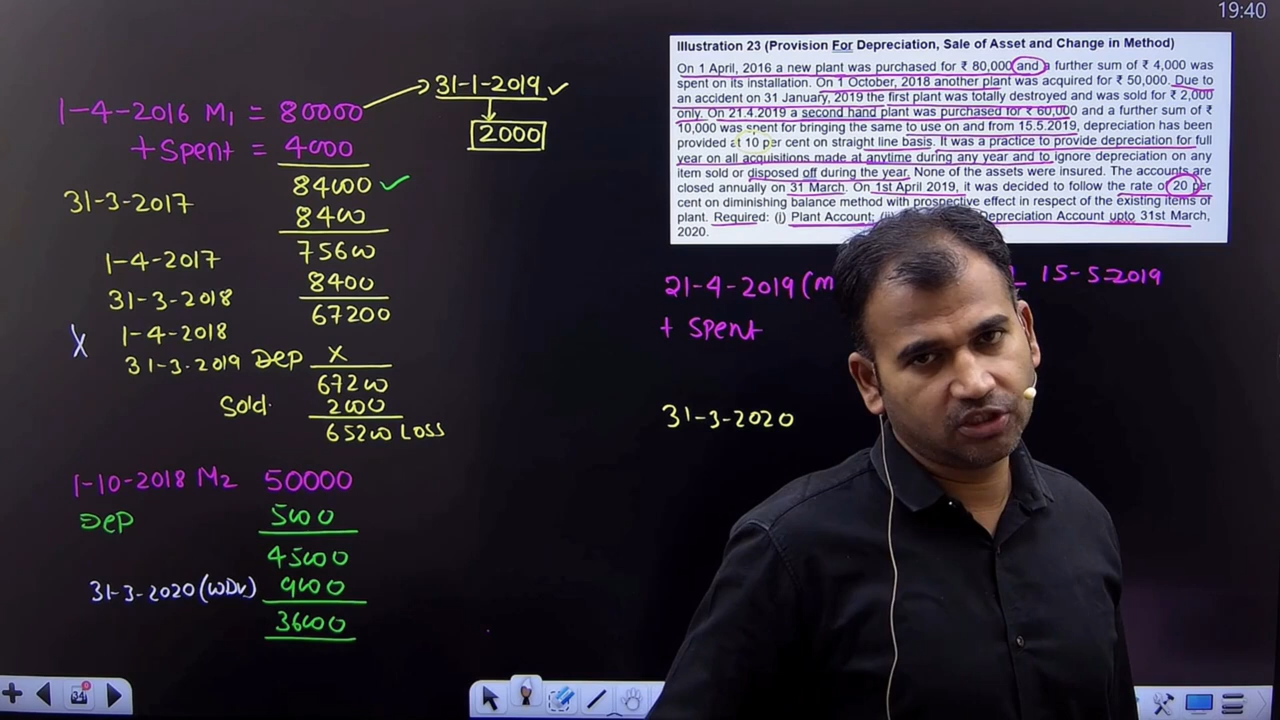 19:40
Illustration 23 (Provision For Depreciation, Sale of Asset and Change in Method)
On 1 April, 2016 a new plant was purchased for ₹ 80,000 and a further sum of ₹ 4,000 was
spent on its installation. On 1 October, 2018 another plant was acquired for ₹ 50,000. Due to
an accident on 31 January, 2019 the first plant was totally destroyed and was sold for ₹ 2,000
only. On 21.4.2019 a second hand plant was purchased for ₹ 60,000 and a further sum of ₹
10,000 was spent for bringing the same to use on and from 15.5.2019, depreciation has been
provided at 10 per cent on straight line basis. It was a practice to provide depreciation for full
year on all acquisitions made at anytime during any year and to ignore depreciation on any
item sold or disposed off during the year. None of the assets were insured. The accounts are
closed annually on 31 March. On 1st April 2019, it was decided to follow the rate of 20 per
cent on diminishing balance method with prospective effect in respect of the existing items of
plant. Required: (i) Plant Account; Depreciation Account upto 31st March,
2020.
1-4-2016 M1 = 80000
31-1-2019
2000
+ Spent = 4000
84000
31-3-2017 8400
1-4-2017 75600
31-3-2018 8400
67200
X 1-4-2018
31-3-2019 Dep X
67200
Sold 2000
65200 Loss
1-10-2018 M2 50000
Dep 5000
45000
31-3-2020 (WDV) 9000
36000
21-4-2019 (M 15-5-2019
+ Spent
31-3-2020
34